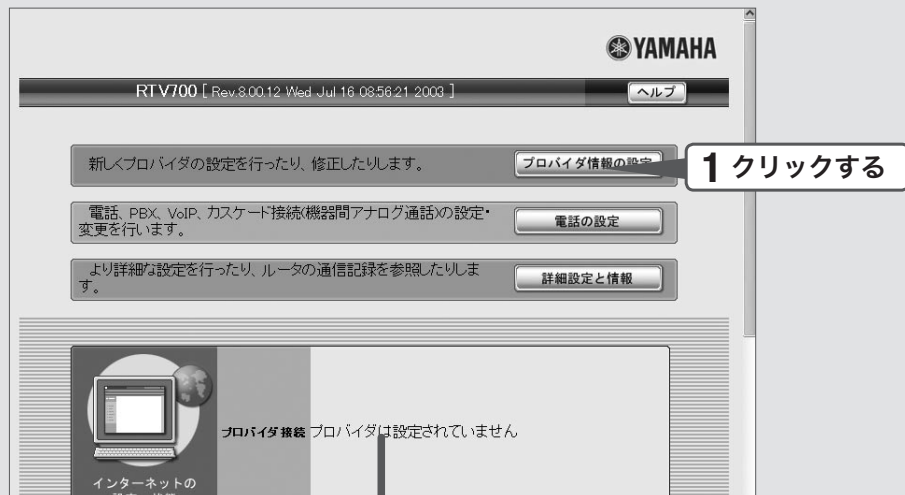 YAMAHA
RTV700 [ Rev.8.00.12 Wed Jul 16 08:56:21 2003 ]
ヘルプ
新しくプロバイダの設定を行ったり、修正したりします。
プロバイダ情報の設定
1 クリックする
電話、PBX、VoIP、カスケード接続(機器間アナログ通話)の設定・
変更を行います。
電話の設定
より詳細な設定を行ったり、ルータの通信記録を参照したりしま
す。
詳細設定と情報
プロバイダ接続 プロバイダは設定されていません
インターネットの